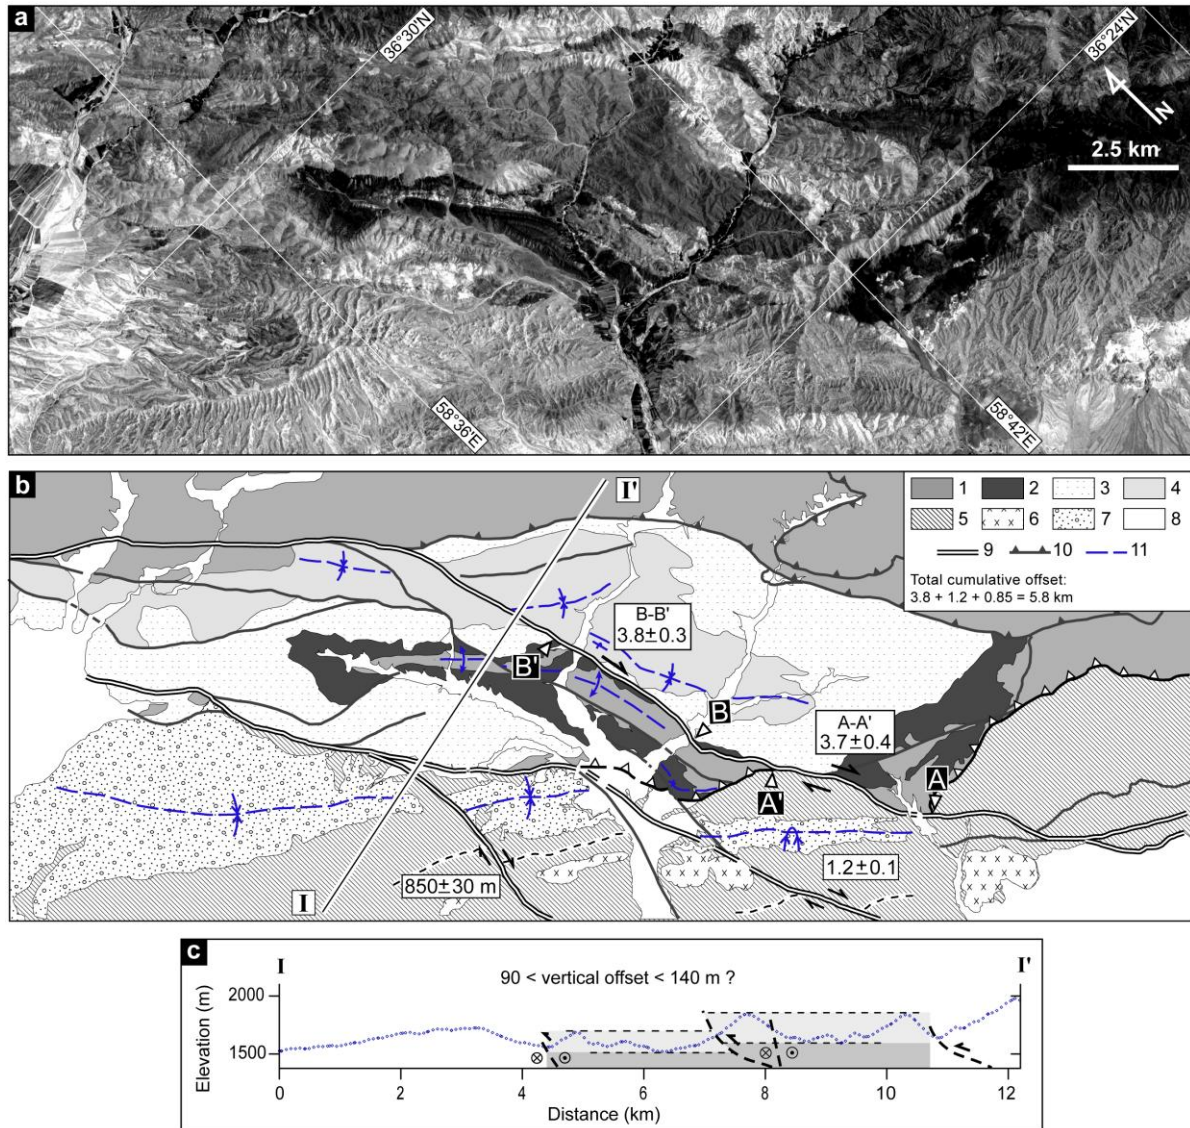 a
36°30'N
36°24'N
N
2.5 km
58°36'E
58°42'E
b
I'
1 2 3 4
5 6 7 8
9 10 11
Total cumulative offset:
3.8 + 1.2 + 0.85 = 5.8 km
B-B'
3.8±0.3
B'
B
A-A'
3.7±0.4
A
A'
850±30 m
1.2±0.1
I
c
I
I'
90 < vertical offset < 140 m ?
Elevation (m)
2000
1500
0 2 4 6 8 10 12
Distance (km)